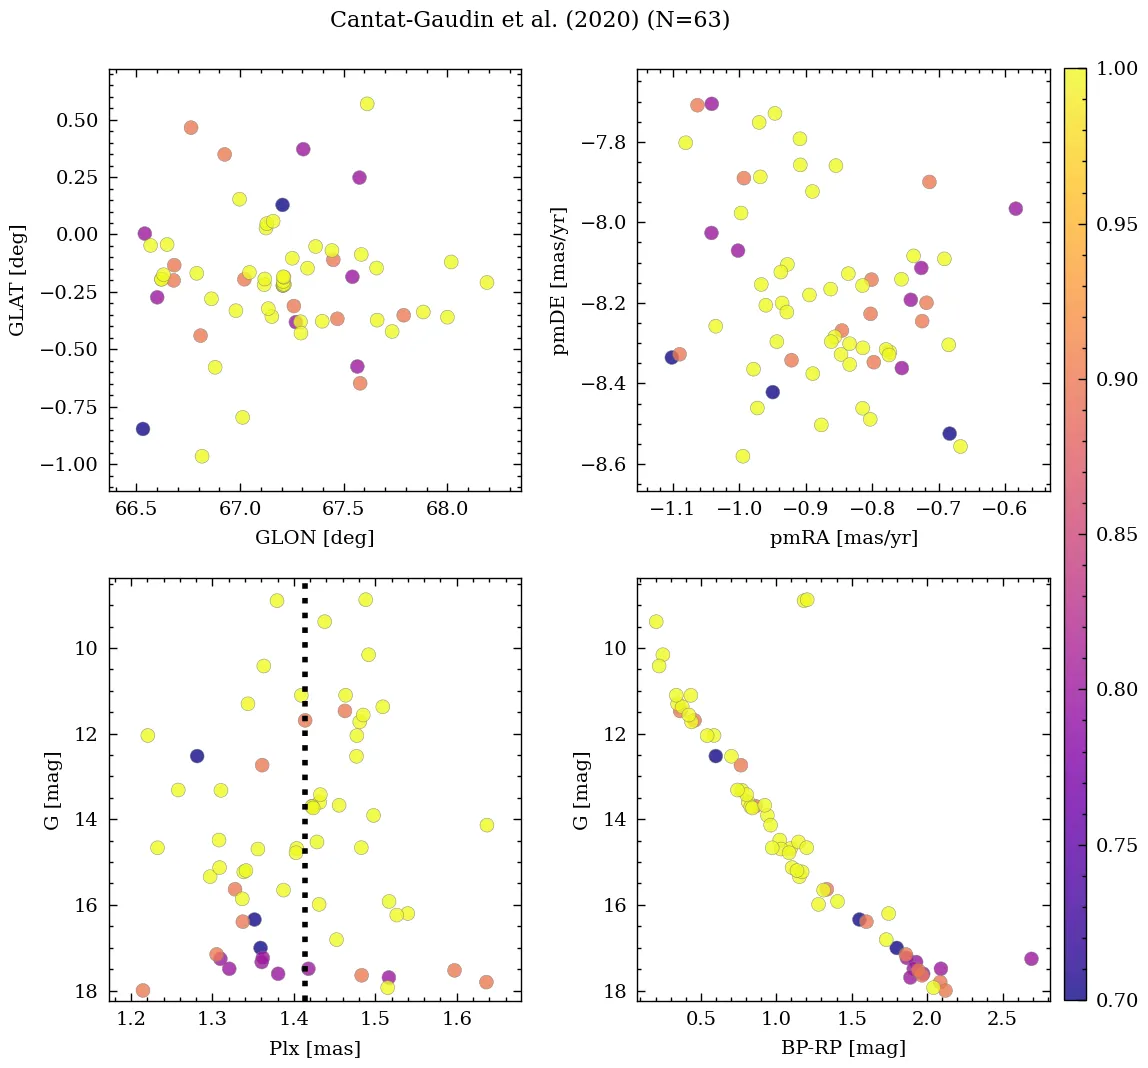 Cantat-Gaudin et al. (2020) (N=63)
0.50
0.25
0.00
−0.25
−0.50
−0.75
−1.00
GLAT [deg]
66.5 67.0 67.5 68.0
GLON [deg]
−7.8
−8.0
−8.2
−8.4
−8.6
pmDE [mas/yr]
−1.1 −1.0 −0.9 −0.8 −0.7 −0.6
pmRA [mas/yr]
10
12
14
16
18
G [mag]
1.2 1.3 1.4 1.5 1.6
Plx [mas]
10
12
14
16
18
G [mag]
0.5 1.0 1.5 2.0 2.5
BP-RP [mag]
1.00
0.95
0.90
0.85
0.80
0.75
0.70